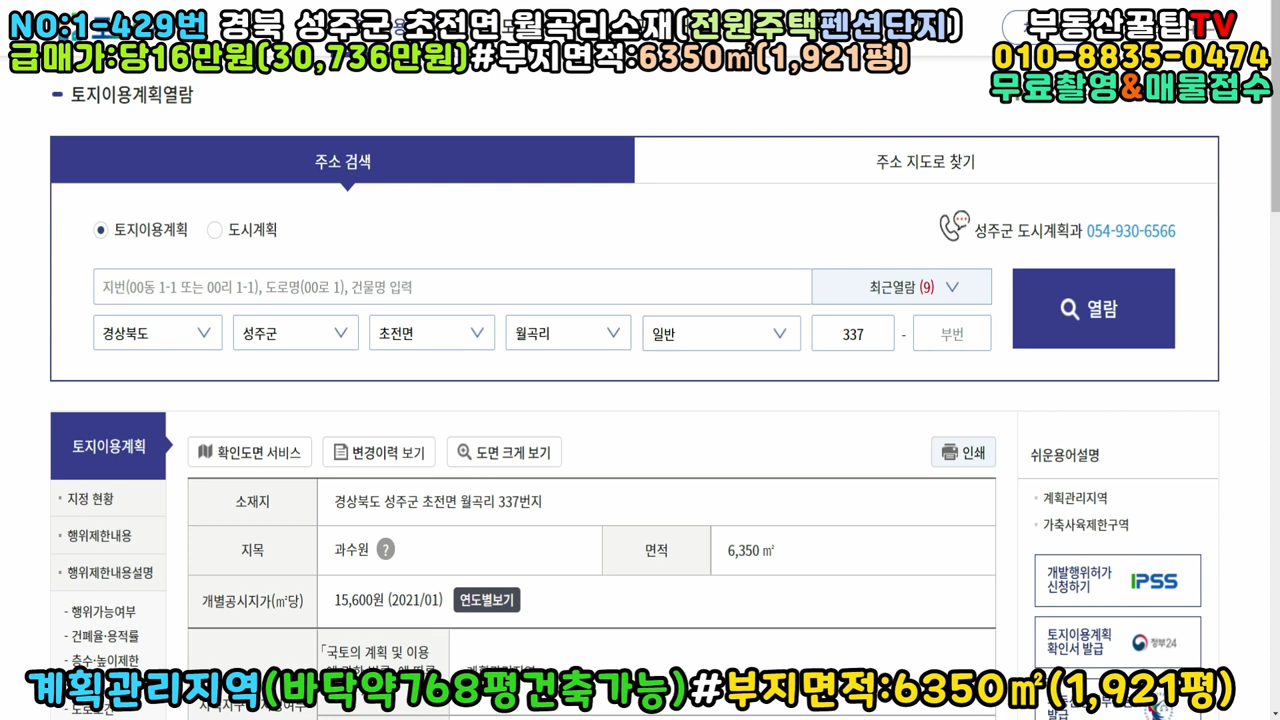 NO:1-429번 경북 성주군 초전면 월곡리소재(전원주택펜션단지)
부동산꿀팁TV
급매가:당16만원(30,736만원)#부지면적:6350㎡(1,921평)
010-8835-0474
무료촬영&매물접수
토지이용계획열람
주소 검색
주소 지도로 찾기
토지이용계획 도시계획
성주군 도시계획과 054-930-6566
지번(00동 1-1 또는 00리 1-1), 도로명(00로 1), 건물명 입력
최근열람 (9)
열람
경상북도 성주군 초전면 월곡리 일반 337 - 부번
토지이용계획
확인도면 서비스 변경이력 보기 도면 크게 보기 인쇄
쉬운용어설명
· 지정 현황
· 행위제한내용
· 행위제한내용설명
- 행위가능여부
- 건폐율·용적률
- 층수·높이제한
소재지 경상북도 성주군 초전면 월곡리 337번지
지목 과수원 ? 면적 6,350 ㎡
개별공시지가(㎡당) 15,600원 (2021/01) 연도별보기
「국토의 계획 및 이용
계획관리지역
가축사육제한구역
개발행위허가
신청하기
IPSS
토지이용계획
확인서 발급
정부24
계획관리지역(바닥약768평건축가능)#부지면적:6350㎡(1,921평)